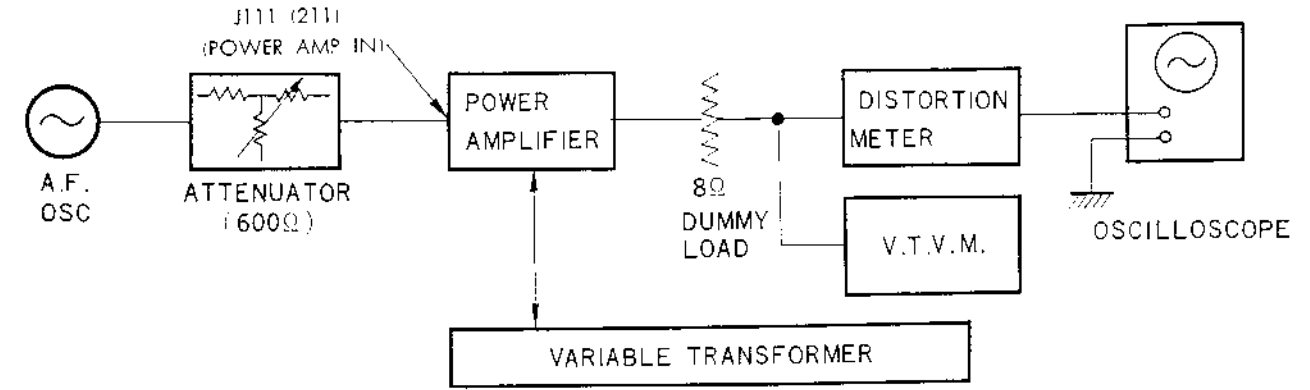 J111 (211)
(POWER AMP IN)
A.F.
OSC
ATTENUATOR
(600Ω)
POWER
AMPLIFIER
8Ω
DUMMY
LOAD
DISTORTION
METER
V.T.V.M.
OSCILLOSCOPE
VARIABLE TRANSFORMER